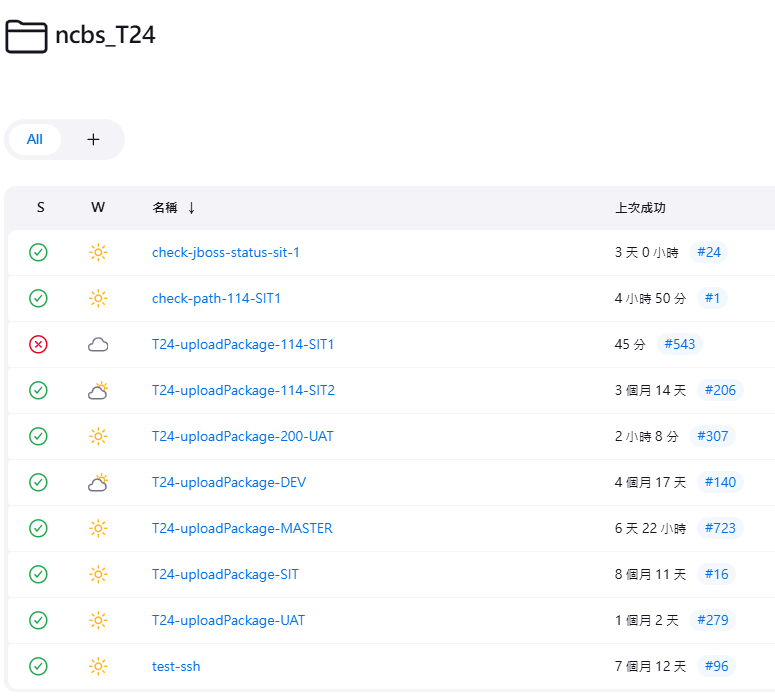 ncbs_T24
All +
S W 名稱 ↓ 上次成功
check-jboss-status-sit-1 3 天 0 小時 #24
check-path-114-SIT1 4 小時 50 分 #1
T24-uploadPackage-114-SIT1 45 分 #543
T24-uploadPackage-114-SIT2 3 個月 14 天 #206
T24-uploadPackage-200-UAT 2 小時 8 分 #307
T24-uploadPackage-DEV 4 個月 17 天 #140
T24-uploadPackage-MASTER 6 天 22 小時 #723
T24-uploadPackage-SIT 8 個月 11 天 #16
T24-uploadPackage-UAT 1 個月 2 天 #279
test-ssh 7 個月 12 天 #96